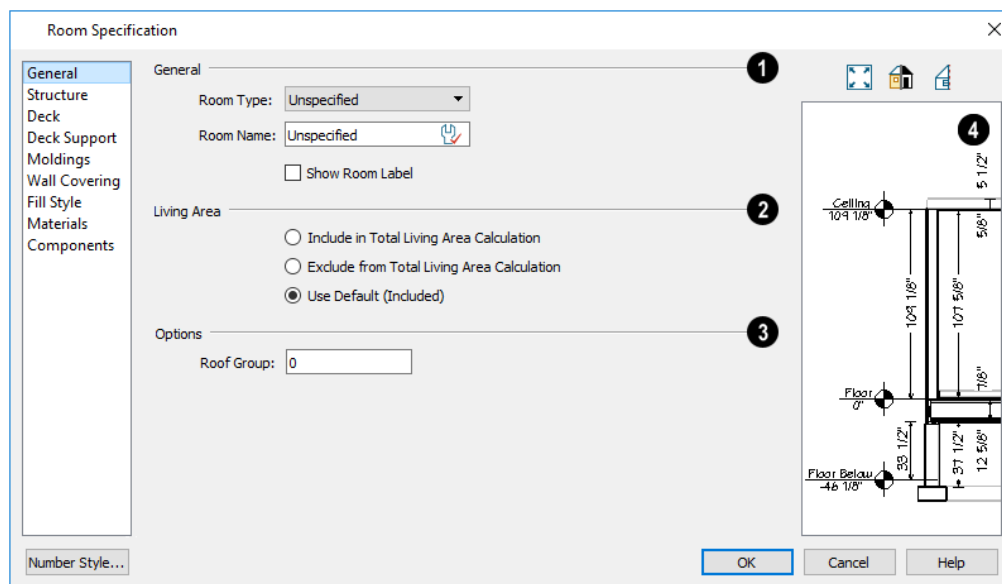 Room Specification
General
Structure
Deck
Deck Support
Moldings
Wall Covering
Fill Style
Materials
Components
General
1
Room Type: Unspecified
Room Name: Unspecified
Show Room Label
Living Area
2
Include in Total Living Area Calculation
Exclude from Total Living Area Calculation
Use Default (Included)
Options
3
Roof Group: 0
4
5 1/2"
Ceiling
109 1/8"
5/8"
109 1/8"
107 5/8"
7/8"
Floor
0"
33 1/2"
37 1/2"
12 5/8"
Floor Below
-46 1/8"
Number Style...
OK
Cancel
Help